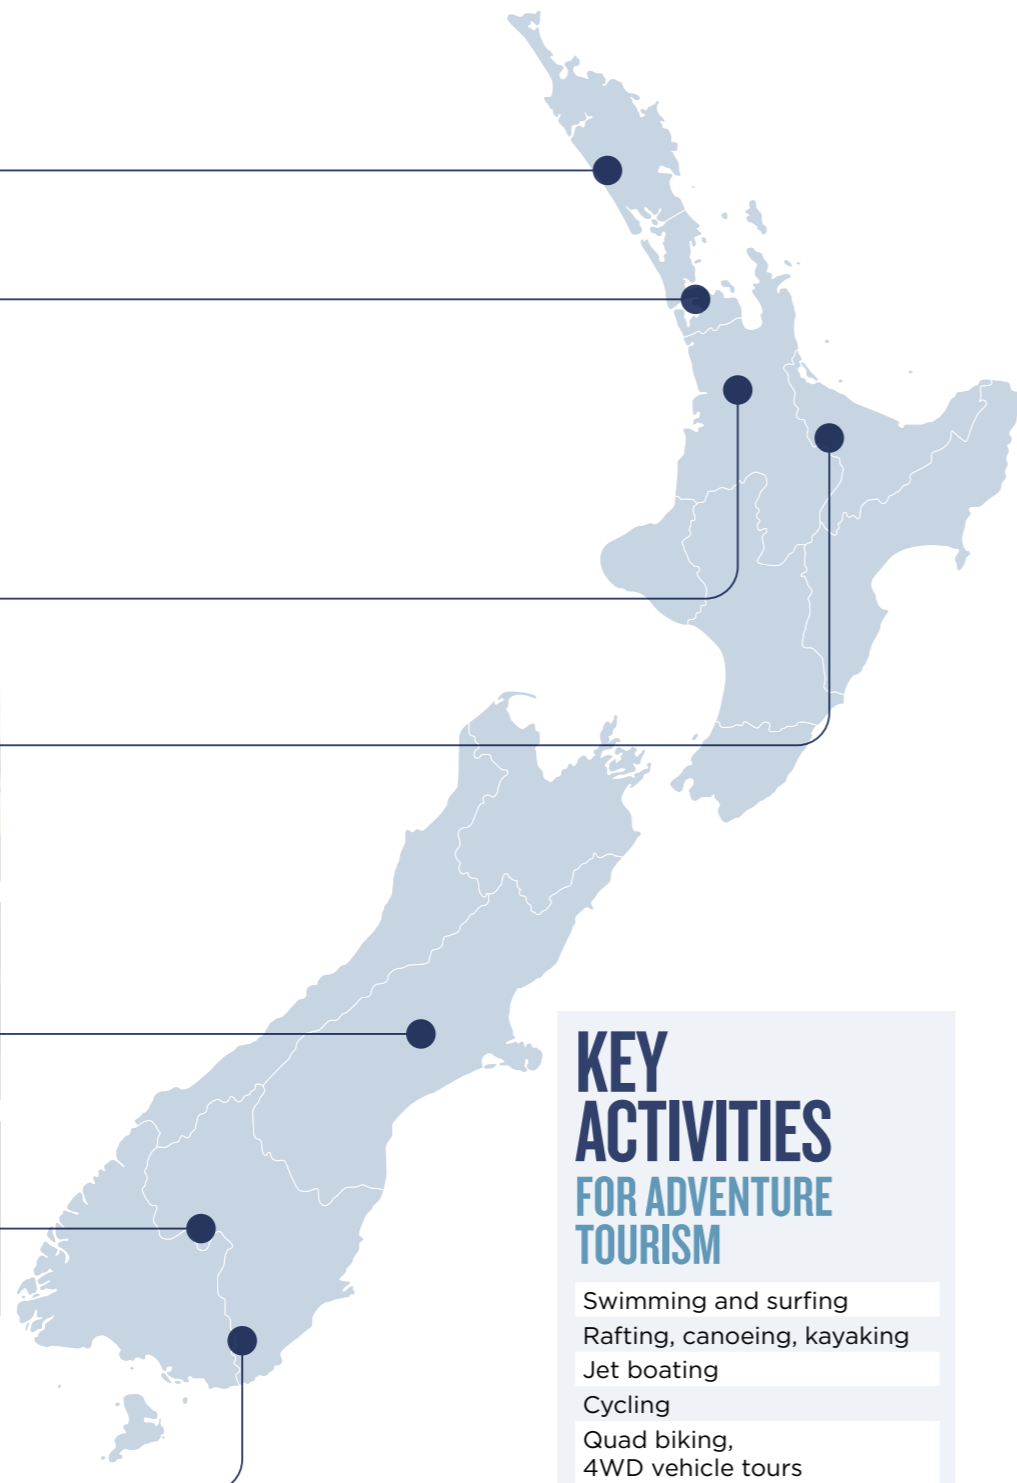 KEY
ACTIVITIES
FOR ADVENTURE
TOURISM
Swimming and surfing
Rafting, canoeing, kayaking
Jet boating
Cycling
Quad biking,
4WD vehicle tours